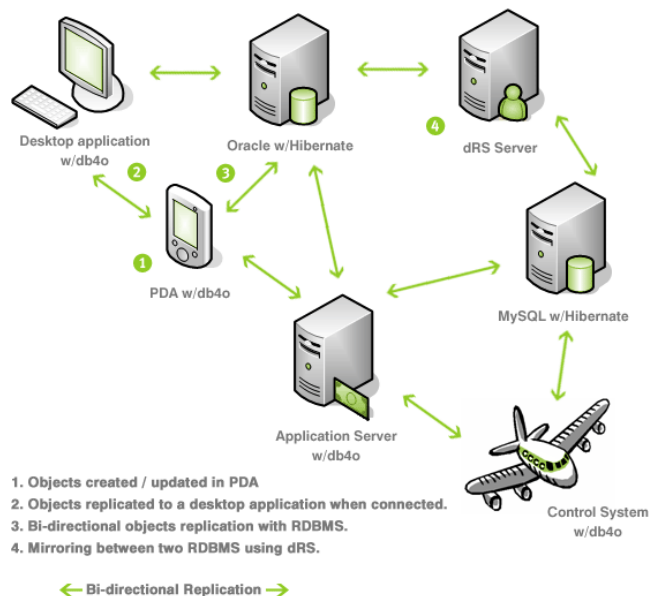 Desktop application
w/db4o
Oracle w/Hibernate
4
dRS Server
2
3
1
PDA w/db4o
MySQL w/Hibernate
Application Server
w/db4o
Control System
w/db4o
1. Objects created / updated in PDA
2. Objects replicated to a desktop application when connected.
3. Bi-directional objects replication with RDBMS.
4. Mirroring between two RDBMS using dRS.
Bi-directional Replication